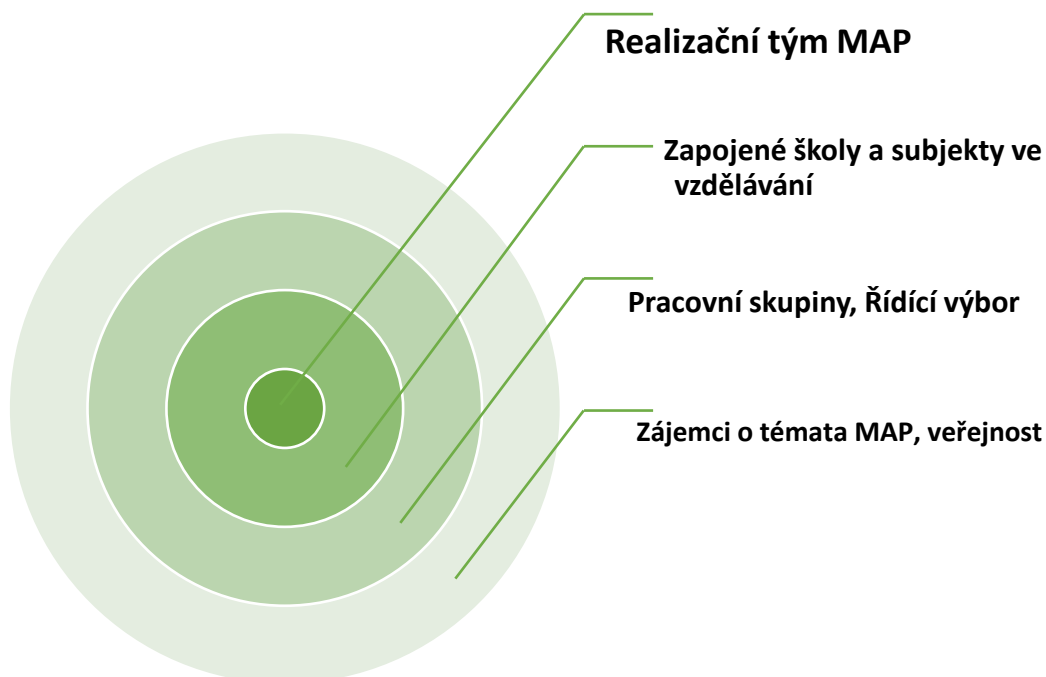 Realizační tým MAP
Zapojené školy a subjekty ve
vzdělávání
Pracovní skupiny, Řídící výbor
Zájemci o témata MAP, veřejnost